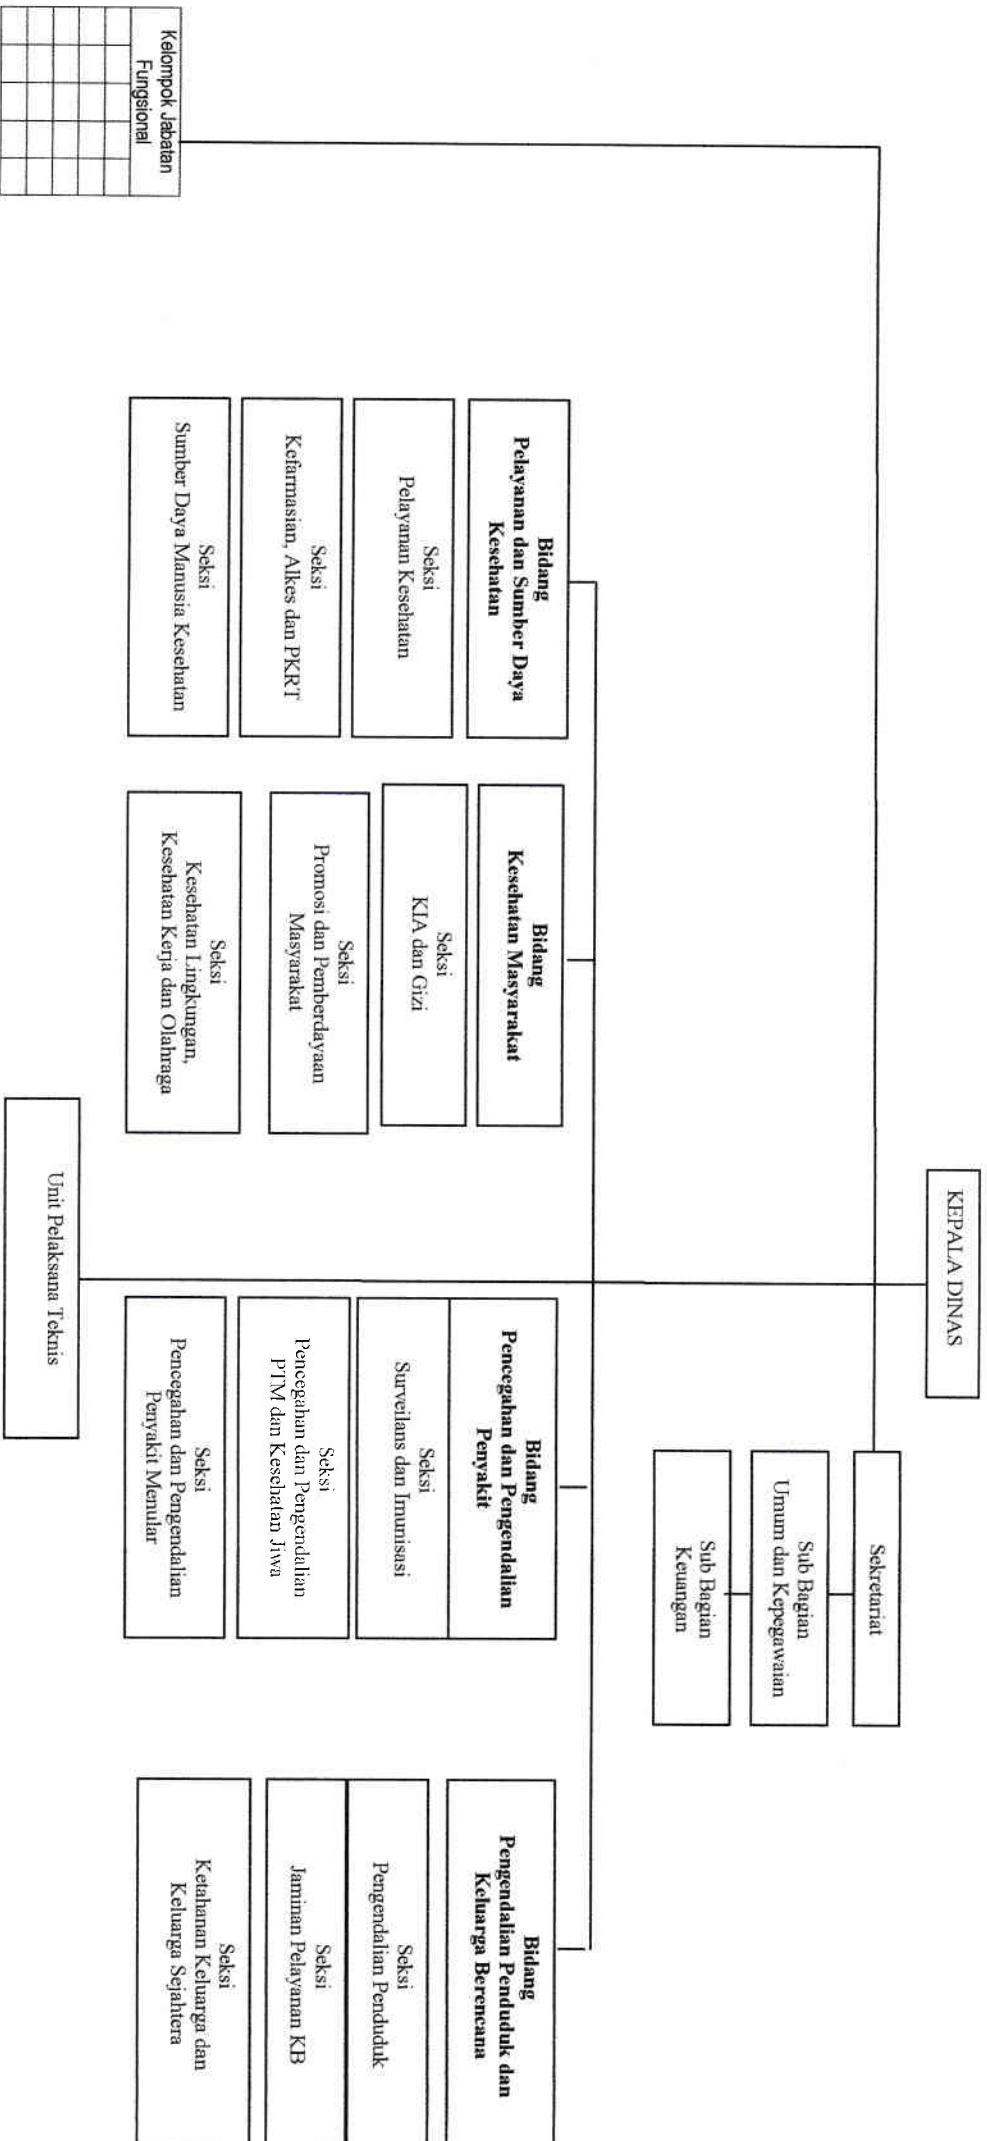 KEPALA DINAS
Sekretariat
Sub Bagian
Umum dan Kepegawaian
Sub Bagian
Keuangan
Kelompok Jabatan
Fungsional
Bidang
Pelayanan dan Sumber Daya
Kesehatan
Seksi
Pelayanan Kesehatan
Seksi
Kefarmasian, Alkes dan PKRT
Seksi
Sumber Daya Manusia Kesehatan
Bidang
Kesehatan Masyarakat
Seksi
KIA dan Gizi
Seksi
Promosi dan Pemberdayaan
Masyarakat
Seksi
Kesehatan Lingkungan,
Kesehatan Kerja dan Olahraga
Bidang
Pencegahan dan Pengendalian
Penyakit
Seksi
Surveilans dan Imunisasi
Seksi
Pencegahan dan Pengendalian
PTM dan Kesehatan Jiwa
Seksi
Pencegahan dan Pengendalian
Penyakit Menular
Bidang
Pengendalian Penduduk dan
Keluarga Berencana
Seksi
Pengendalian Penduduk
Seksi
Jaminan Pelayanan KB
Seksi
Ketahanan Keluarga dan
Keluarga Sejahtera
Unit Pelaksana Teknis